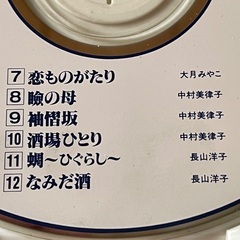 7 恋ものがたり 大月みやこ
8 瞼の母 中村美律子
9 袖摺坂 中村美律子
10 酒場ひとり 中村美律子
11 蜩〜ひぐらし〜 長山洋子
12 なみだ酒 長山洋子